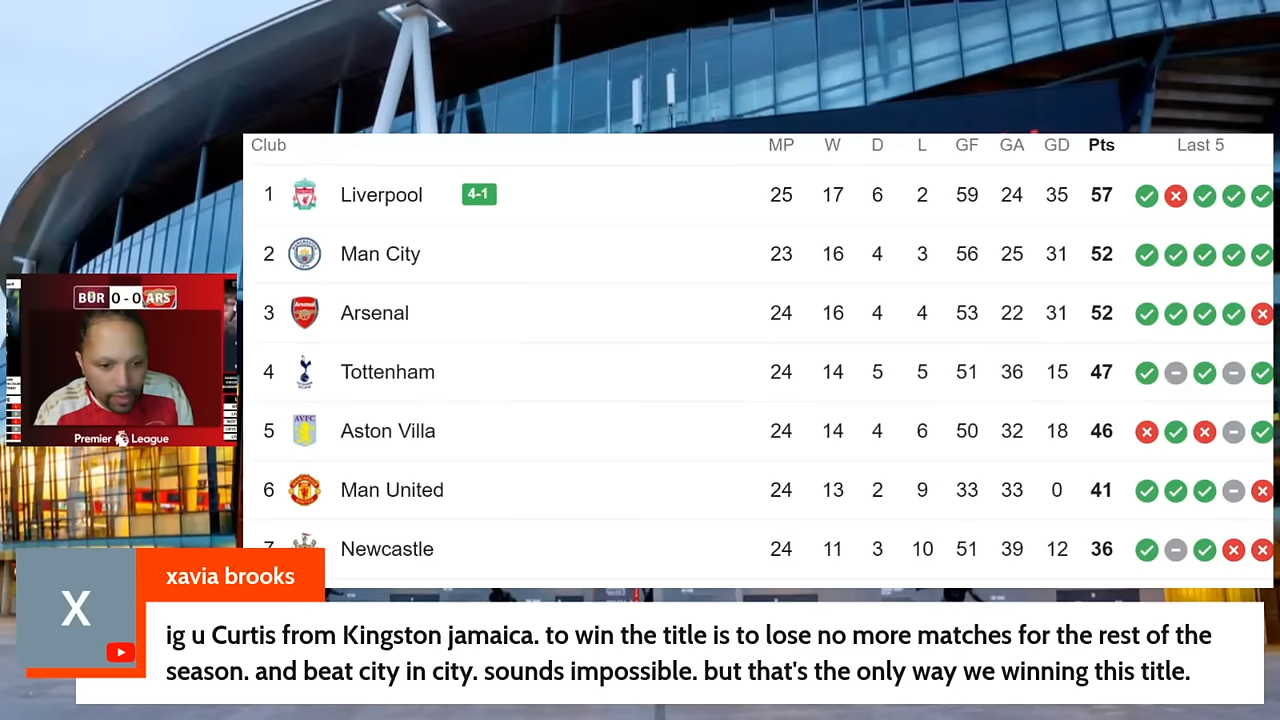 Club MP W D L GF GA GD Pts Last 5
1 Liverpool 4-1 25 17 6 2 59 24 35 57
2 Man City 23 16 4 3 56 25 31 52
3 Arsenal 24 16 4 4 53 22 31 52
4 Tottenham 24 14 5 5 51 36 15 47
AVFC
5 Aston Villa 24 14 4 6 50 32 18 46
6 Man United 24 13 2 9 33 33 0 41
7 Newcastle 24 11 3 10 51 39 12 36
BUR 0 - 0 ARS
Premier League
X
xavia brooks
ig u Curtis from Kingston jamaica. to win the title is to lose no more matches for the rest of the
season. and beat city in city. sounds impossible. but that's the only way we winning this title.